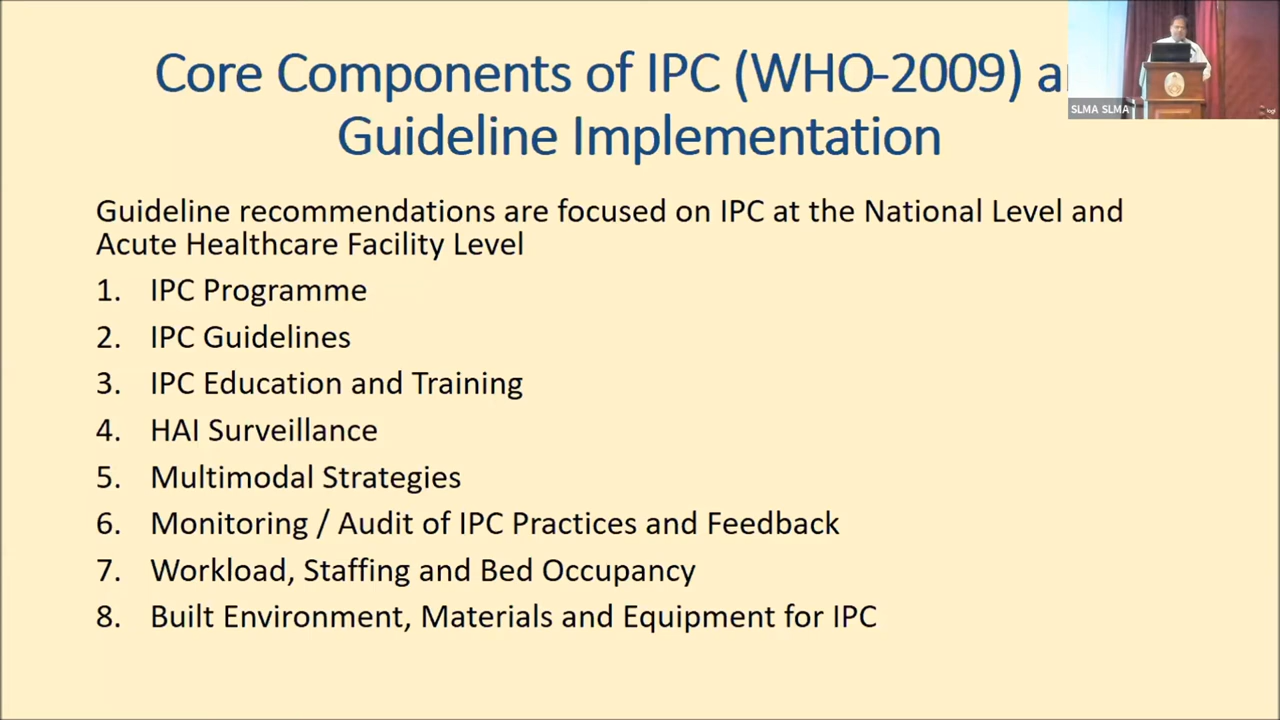 Core Components of IPC (WHO-2009) a
Guideline Implementation
SLMA SLMA
Guideline recommendations are focused on IPC at the National Level and
Acute Healthcare Facility Level
1. IPC Programme
2. IPC Guidelines
3. IPC Education and Training
4. HAI Surveillance
5. Multimodal Strategies
6. Monitoring / Audit of IPC Practices and Feedback
7. Workload, Staffing and Bed Occupancy
8. Built Environment, Materials and Equipment for IPC